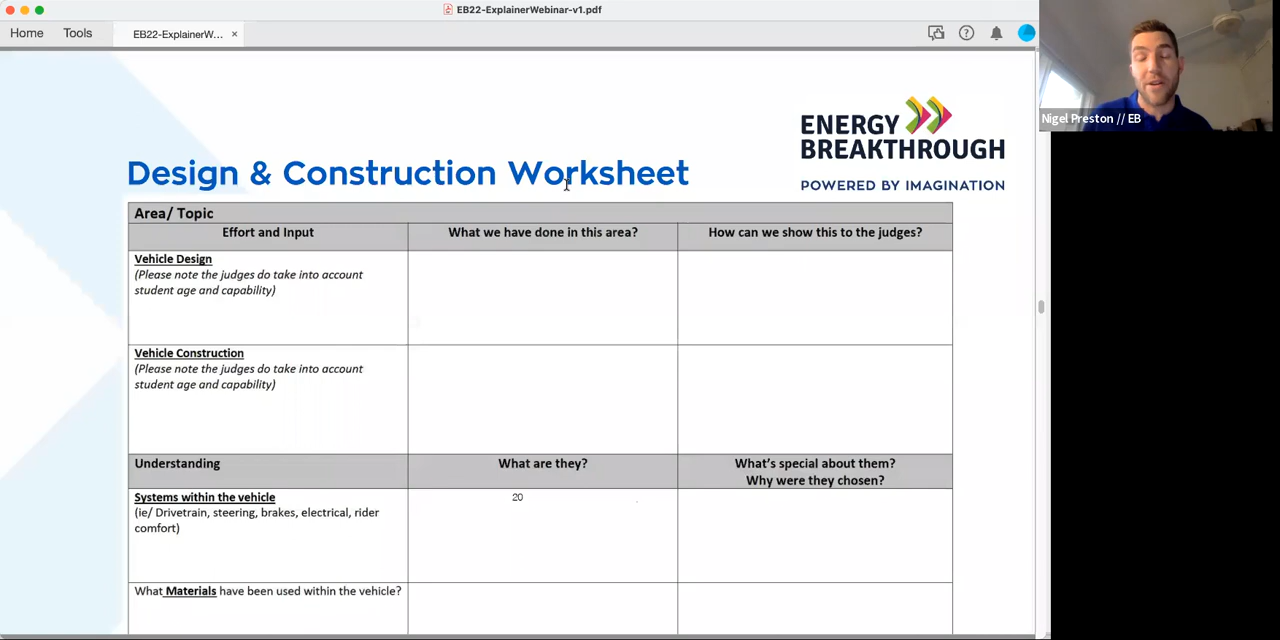 EB22-ExplainerWebinar-v1.pdf
Home
Tools
EB22-ExplainerW...
Nigel Preston // EB
ENERGY
BREAKTHROUGH
POWERED BY IMAGINATION
Design & Construction Worksheet
Area/ Topic
Effort and Input
What we have done in this area?
How can we show this to the judges?
Vehicle Design
(Please note the judges do take into account
student age and capability)
Vehicle Construction
(Please note the judges do take into account
student age and capability)
Understanding
What are they?
What's special about them?
Why were they chosen?
Systems within the vehicle
(ie/ Drivetrain, steering, brakes, electrical, rider
comfort)
20
What Materials have been used within the vehicle?